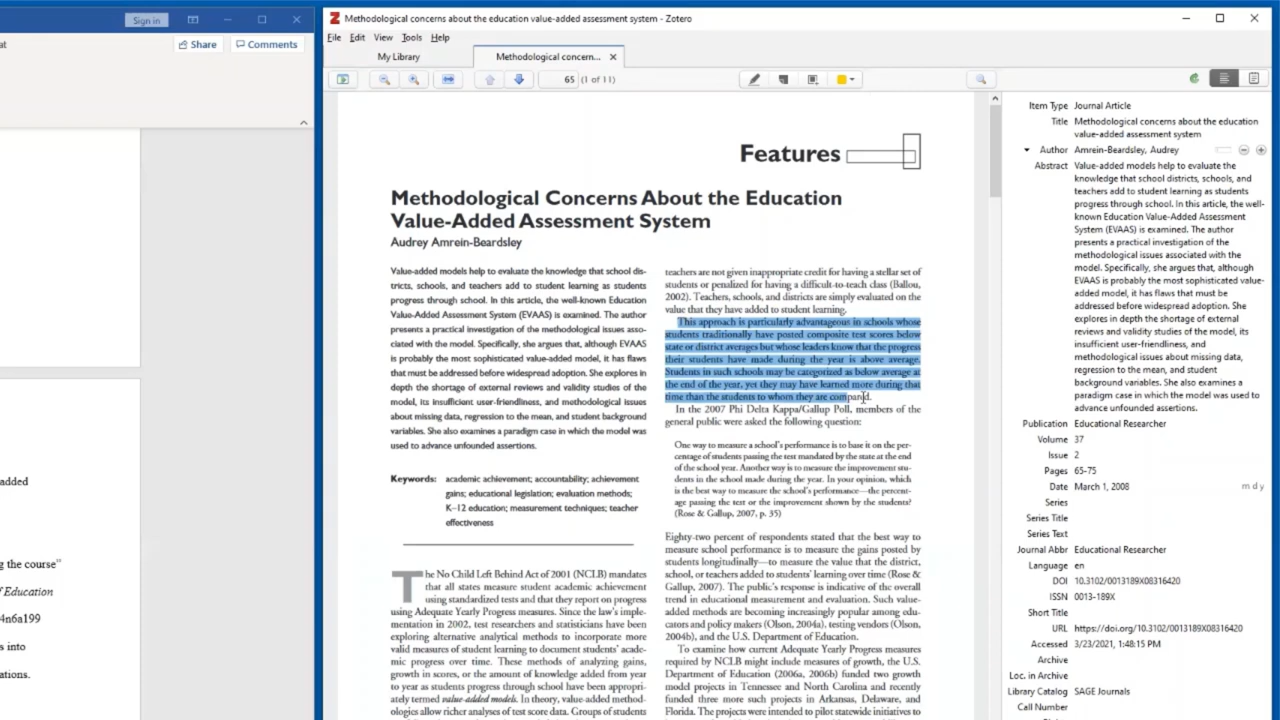 Sign in
at
Share
Comments
added
g the course"
f Education
4n6a199
s into
ations.
Methodological concerns about the education value-added assessment system - Zotero
File Edit View Tools Help
My Library
Methodological concern...
65 (1 of 11)
Features
Methodological Concerns About the Education
Value-Added Assessment System
Audrey Amrein-Beardsley
Value-added models help to evaluate the knowledge that school dis-
tricts, schools, and teachers add to student learning as students
progress through school. In this article, the well-known Education
Value-Added Assessment System (EVAAS) is examined. The author
presents a practical investigation of the methodological issues asso-
ciated with the model. Specifically, she argues that, although EVAAS
is probably the most sophisticated value-added model, it has flaws
that must be addressed before widespread adoption. She explores in
depth the shortage of external reviews and validity studies of the
model, its insufficient user-friendliness, and methodological issues
about missing data, regression to the mean, and student background
variables. She also examines a paradigm case in which the model was
used to advance unfounded assertions.
Keywords: academic achievement; accountability; achievement
gains; educational legislation; evaluation methods;
K–12 education; measurement techniques; teacher
effectiveness
The No Child Left Behind Act of 2001 (NCLB) mandates
that all states measure student academic achievement
using standardized tests and that they report on progress
using Adequate Yearly Progress measures. Since the law's imple-
mentation in 2002, test researchers and statisticians have been
exploring alternative analytical methods to incorporate more
valid measures of student learning to document students' acade-
mic progress over time. These methods of analyzing gains,
growth in scores, or the amount of knowledge added from year
to year as students progress through school have been appropri-
ately termed value-added models. In theory, value-added method-
ologies allow richer analyses of test score data. Groups of students
teachers are not given inappropriate credit for having a stellar set of
students or penalized for having a difficult-to-teach class (Ballou,
2002). Teachers, schools, and districts are simply evaluated on the
value that they have added to student learning.
This approach is particularly advantageous in schools whose
students traditionally have posted composite test scores below
state or district averages but whose leaders know that the progress
their students have made during the year is above average.
Students in such schools may be categorized as below average at
the end of the year, yet they may have learned more during that
time than the students to whom they are compared.
In the 2007 Phi Delta Kappa/Gallup Poll, members of the
general public were asked the following question:
One way to measure a school's performance is to base it on the per-
centage of students passing the test mandated by the state at the end
of the school year. Another way is to measure the improvement stu-
dents in the school made during the year. In your opinion, which
is the best way to measure the school's performance—the percent-
age passing the test or the improvement shown by the students?
(Rose & Gallup, 2007, p. 35)
Eighty-two percent of respondents stated that the best way to
measure school performance is to measure the gains posted by
students longitudinally—to measure the value that the district,
school, or teachers added to students' learning over time (Rose &
Gallup, 2007). The public's response is indicative of the overall
trend in educational measurement and evaluation. Such value-
added methods are becoming increasingly popular among edu-
cators and policy makers (Olson, 2004a), testing vendors (Olson,
2004b), and the U.S. Department of Education.
To examine how current Adequate Yearly Progress measures
required by NCLB might include measures of growth, the U.S.
Department of Education (2006a, 2006b) funded two growth
model projects in Tennessee and North Carolina and recently
funded three more such projects in Arkansas, Delaware, and
Florida. The projects were intended to pilot statewide initiatives to
Item Type Journal Article
Title Methodological concerns about the education
value-added assessment system
Author Amrein-Beardsley, Audrey
Abstract Value-added models help to evaluate the
knowledge that school districts, schools, and
teachers add to student learning as students
progress through school. In this article, the well-
known Education Value-Added Assessment
System (EVAAS) is examined. The author
presents a practical investigation of the
methodological issues associated with the
model. Specifically, she argues that, although
EVAAS is probably the most sophisticated value-
added model, it has flaws that must be
addressed before widespread adoption. She
explores in depth the shortage of external
reviews and validity studies of the model, its
insufficient user-friendliness, and
methodological issues about missing data,
regression to the mean, and student
background variables. She also examines a
paradigm case in which the model was used to
advance unfounded assertions.
Publication Educational Researcher
Volume 37
Issue 2
Pages 65-75
Date March 1, 2008 m d y
Series
Series Title
Series Text
Journal Abbr Educational Researcher
Language en
DOI 10.3102/0013189X08316420
ISSN 0013-189X
Short Title
URL https://doi.org/10.3102/0013189X08316420
Accessed 3/23/2021, 1:48:15 PM
Archive
Loc. in Archive
Library Catalog SAGE Journals
Call Number